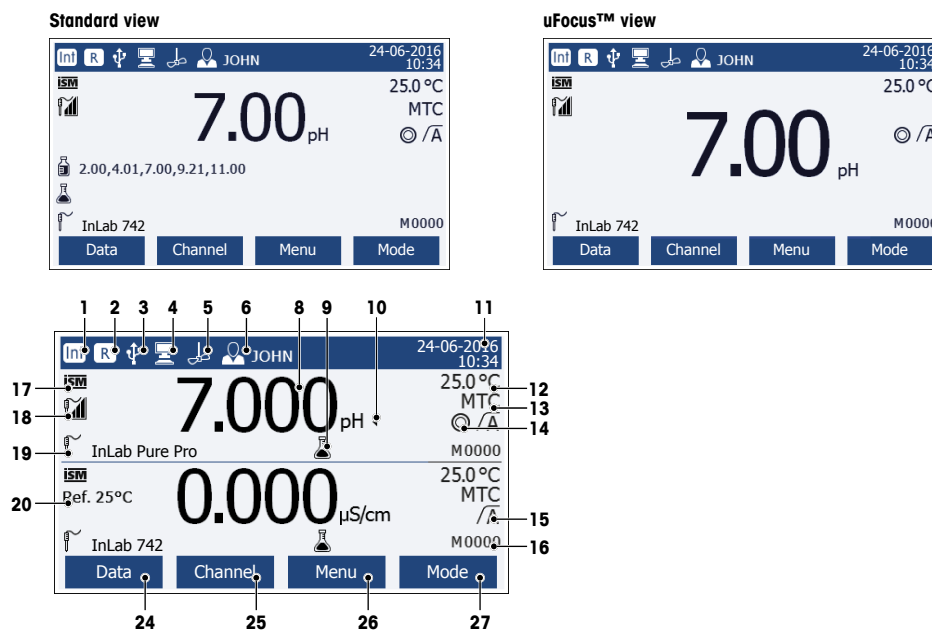 Standard view
Int R JOHN 24-06-2016
10:34
ISM 25.0 °C
7.00 pH
MTC
A
2.00,4.01,7.00,9.21,11.00
InLab 742 M0000
Data Channel Menu Mode
uFocus™ view
Int R JOHN 24-06-2016
10:34
ISM 25.0 °C
7.00 pH
A
InLab 742 M0000
Data Channel Menu Mode
1 2 3 4 5 6 8 9 10 11
Int R JOHN 24-06-2016
10:34
17 ISM 7.000 pH 25.0 °C 12
MTC 13
18 A 14
19 InLab Pure Pro M0000
ISM 25.0 °C
20 Ref. 25°C 0.000 µS/cm MTC
A 15
InLab 742 M0000 16
Data Channel Menu Mode
24 25 26 27